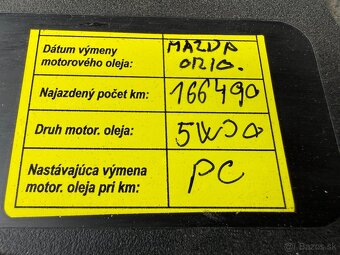 Dátum výmeny
motorového oleja:
MAZDA
ORIG.
Najazdený počet km:
166490
Druh motor. oleja:
5W30
Nastávajúca výmena
motor. oleja pri km:
PC
Bazos.sk